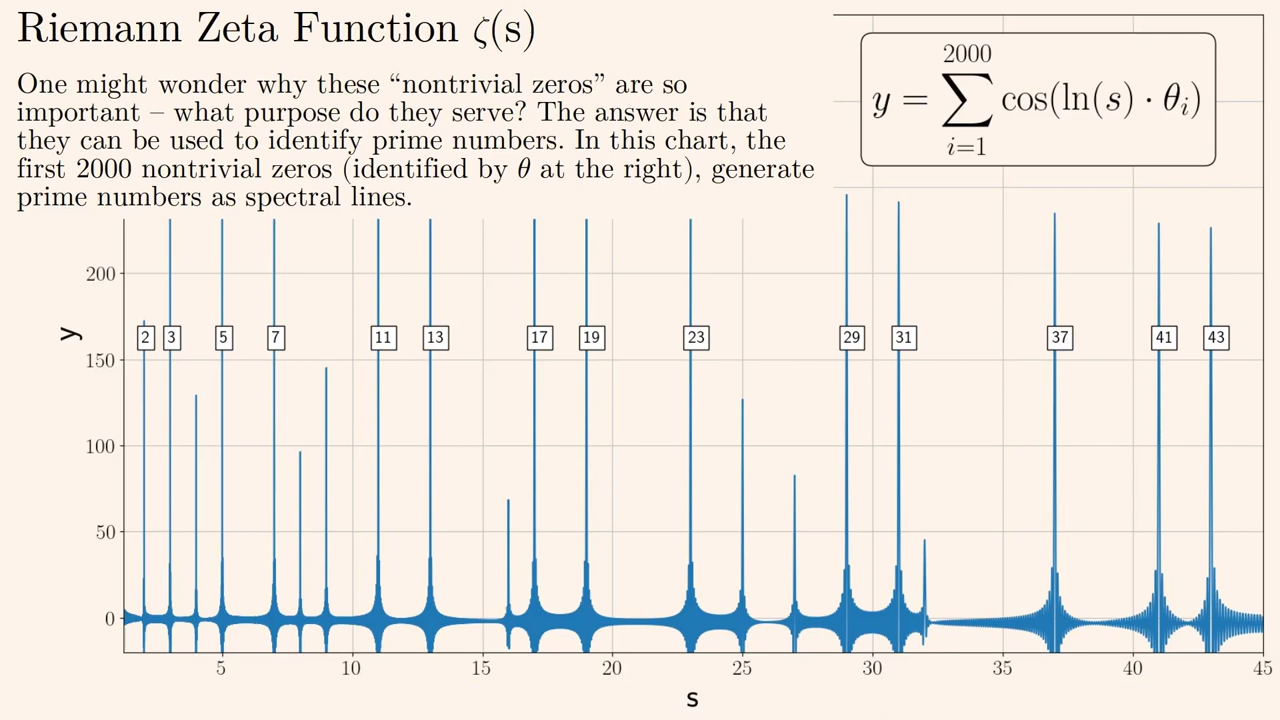 Riemann Zeta Function ζ(s)
One might wonder why these “nontrivial zeros” are so
important – what purpose do they serve? The answer is that
they can be used to identify prime numbers. In this chart, the
first 2000 nontrivial zeros (identified by θ at the right), generate
prime numbers as spectral lines.
y = ∑_{i=1}^{2000} cos(ln(s) · θ_i)
200
150
100
50
0
y
2 3 5 7 11 13 17 19 23 29 31 37 41 43
5 10 15 20 25 30 35 40 45
s